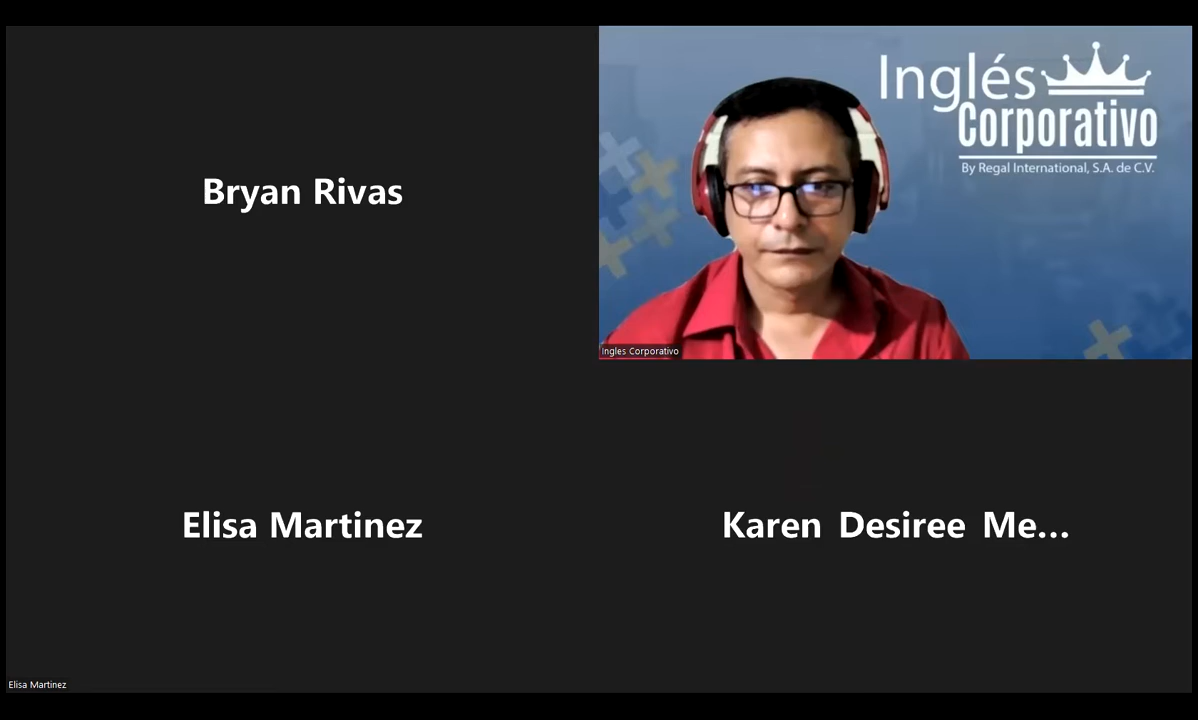 Bryan Rivas
Inglés
Corporativo
By Regal International, S.A. de C.V.
Ingles Corporativo
Elisa Martinez
Karen Desiree Me...
Elisa Martinez